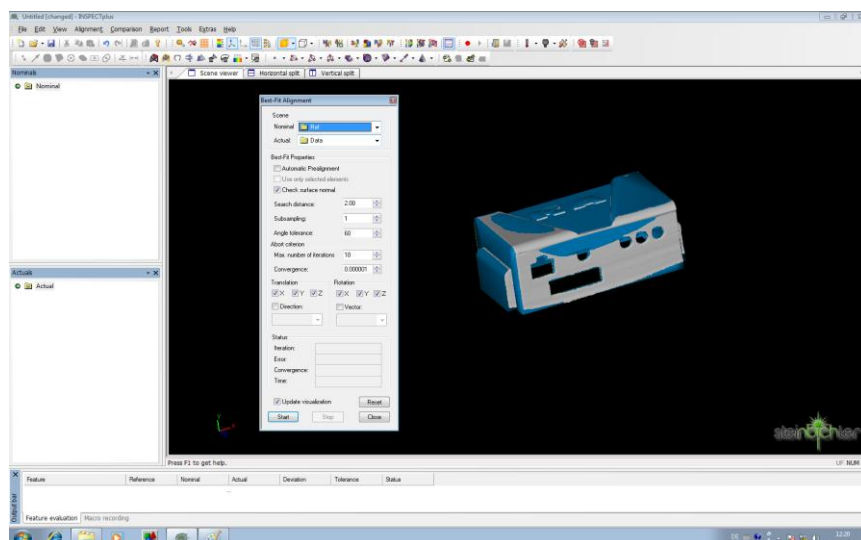 Untitled [changed] - INSPECTplus
File Edit View Alignment Comparison Report Tools Extras Help
Nominals
Scene viewer Horizontal split Vertical split
Nominal
Best-Fit Alignment
Scene
Nominal Ref
Actual: Data
Best-Fit Properties
Automatic Prealignment
Use only selected elements
Check surface normal
Search distance: 2.00
Subsampling: 1
Angle tolerance: 60
Abort criterion
Max. number of iterations 10
Convergence: 0.000001
Translation Rotation
X Y Z X Y Z
Direction: Vector:
Status
Iteration:
Error:
Convergence:
Time:
Update visualization Reset
Start Stop Close
Actuals
Actual
steinbichler
Press F1 to get help.
UF NUM
Feature Reference Nominal Actual Deviation Tolerance Status
Output bar
Feature evaluation Macro recording
DE
12:20